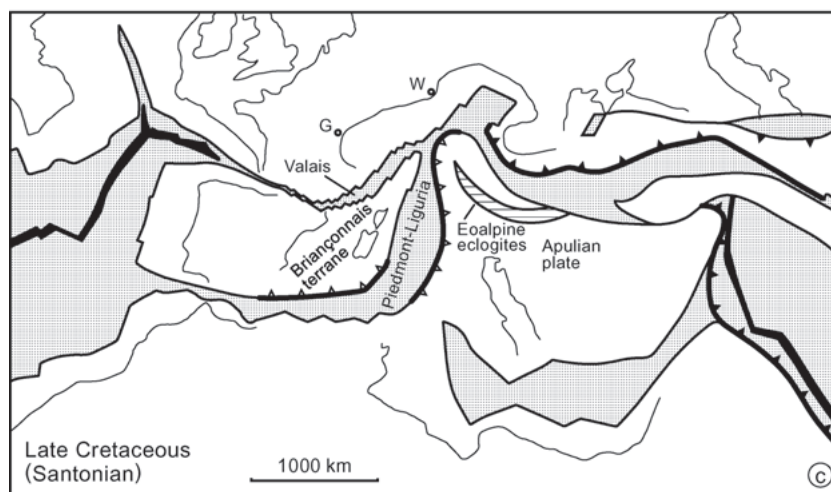 W
G
Valais
Briançonnais
terrane
Piedmont-Liguria
Eoalpine
eclogites
Apulian
plate
Late Cretaceous
(Santonian)
1000 km
c